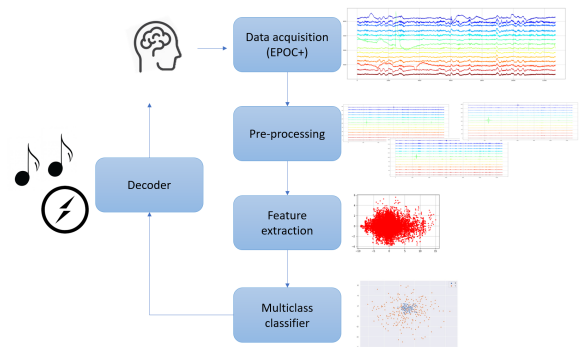 Data acquisition
(EPOC+)
Pre-processing
Decoder
Feature
extraction
Multiclass
classifier